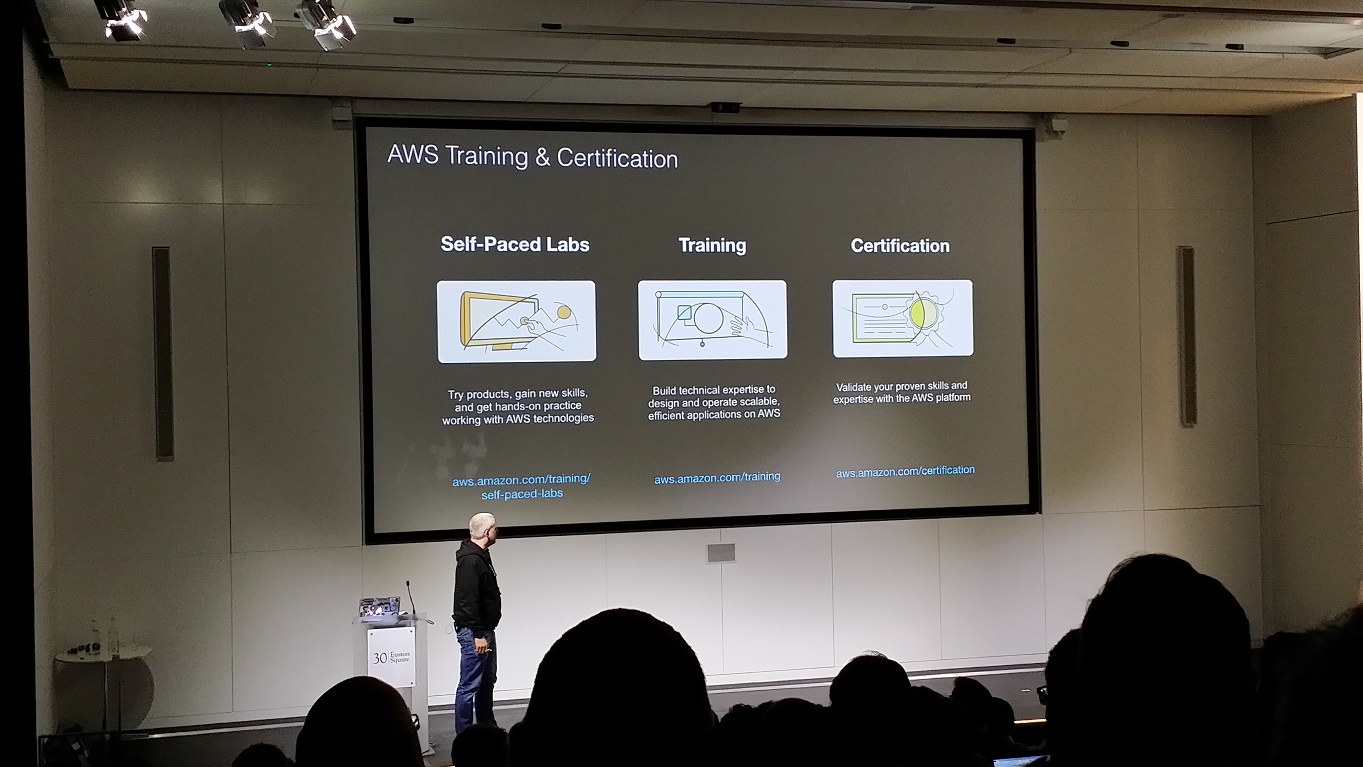 AWS Training & Certification
Self-Paced Labs
Try products, gain new skills,
and get hands-on practice
working with AWS technologies
aws.amazon.com/training/
self-paced-labs
Training
Build technical expertise to
design and operate scalable,
efficient applications on AWS
aws.amazon.com/training
Certification
Validate your proven skills and
expertise with the AWS platform
aws.amazon.com/certification
30 Euston
Square